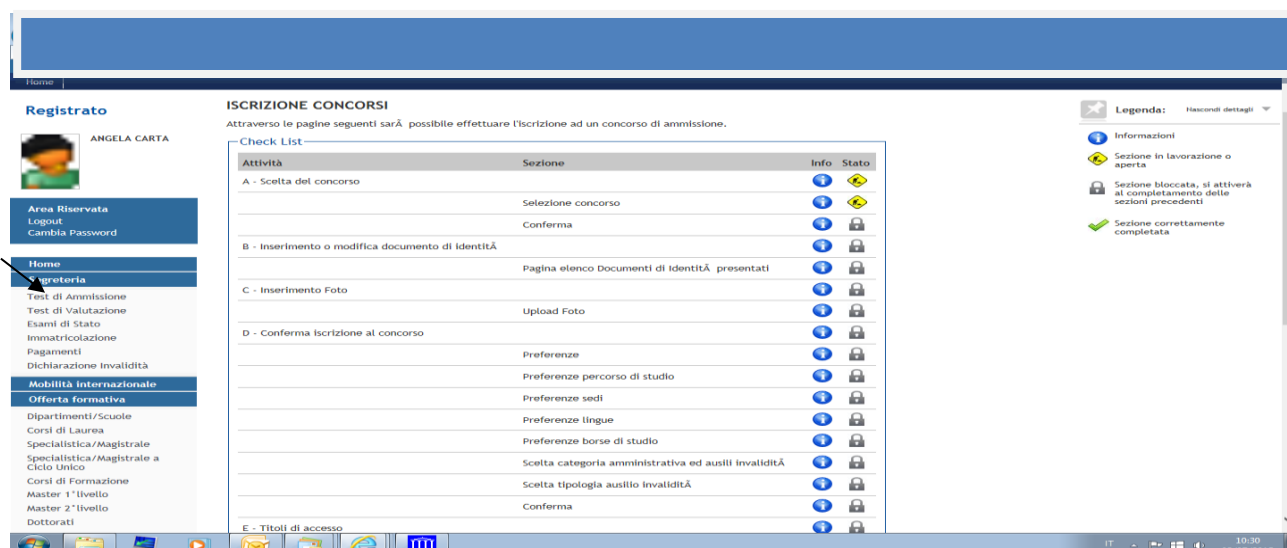 Home
Registrato
ANGELA CARTA
Area Riservata
Logout
Cambia Password
Home
Segreteria
Test di Ammissione
Test di Valutazione
Esami di Stato
Immatricolazione
Pagamenti
Dichiarazione Invalidità
Mobilità internazionale
Offerta formativa
Dipartimenti/Scuole
Corsi di Laurea
Specialistica/Magistrale
Specialistica/Magistrale a
Ciclo Unico
Corsi di Formazione
Master 1°livello
Master 2°livello
Dottorati
ISCRIZIONE CONCORSI
Attraverso le pagine seguenti sarÃ possibile effettuare l'iscrizione ad un concorso di ammissione.
Check List
Attività Sezione Info Stato
A - Scelta del concorso
Selezione concorso
Conferma
B - Inserimento o modifica documento di identitÃ
Pagina elenco Documenti di IdentitÃ presentati
C - Inserimento Foto
Upload Foto
D - Conferma iscrizione al concorso
Preferenze
Preferenze percorso di studio
Preferenze sedi
Preferenze lingue
Preferenze borse di studio
Scelta categoria amministrativa ed ausili invaliditÃ
Scelta tipologia ausilio invaliditÃ
Conferma
E - Titoli di accesso
Legenda: Nascondi dettagli
Informazioni
Sezione in lavorazione o
aperta
Sezione bloccata, si attiverà
al completamento delle
sezioni precedenti
Sezione correttamente
completata
IT 10:30